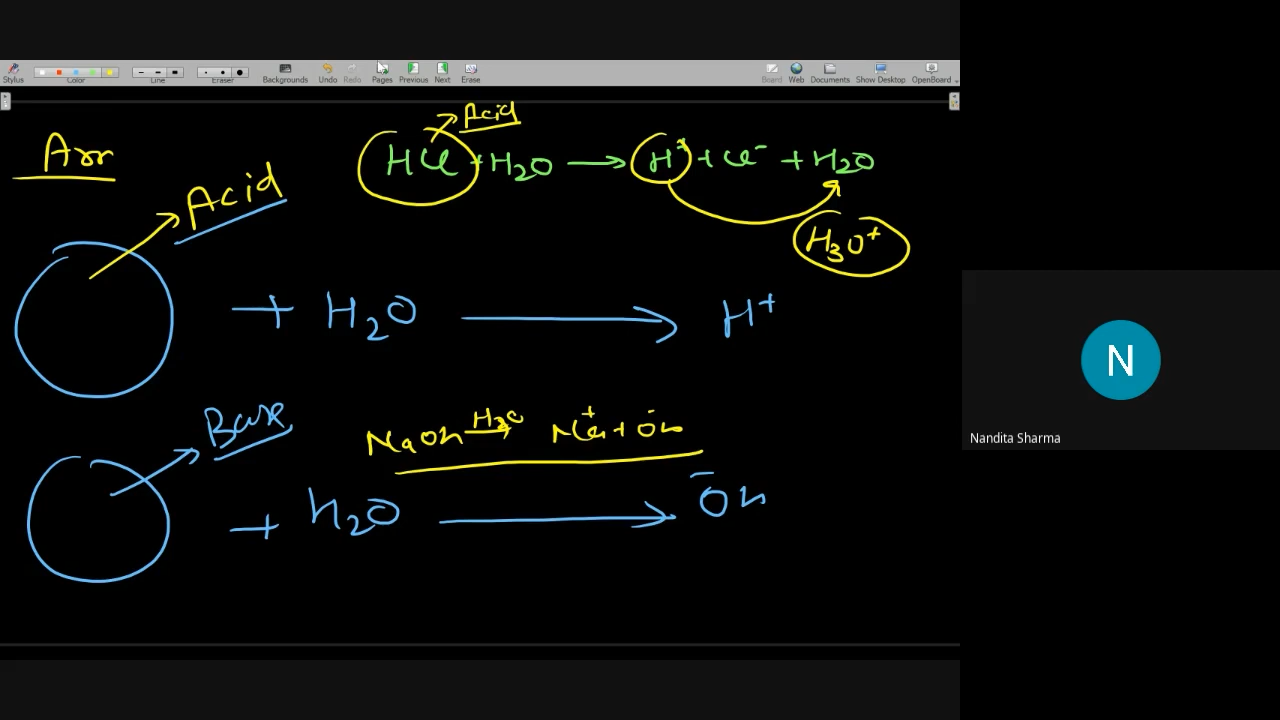 Stylus Color Line Eraser Backgrounds Undo Redo Pages Previous Next Erase Board Web Documents Show Desktop OpenBoard
Acid
Arr
HCl + H2O → H+ + Cl- + H2O
Acid
H3O+
+ H2O → H+
Base
NaOH H2O → Na+ + OH-
+ H2O → OH-
N
Nandita Sharma